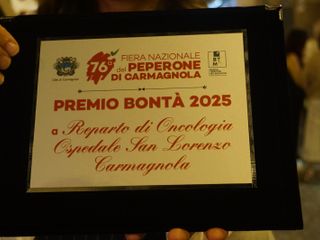 76ª
FIERA NAZIONALE
del PEPERONE
DI CARMAGNOLA
PREMIO BONTÀ 2025
a Reparto di Oncologia
Ospedale San Lorenzo
Carmagnola